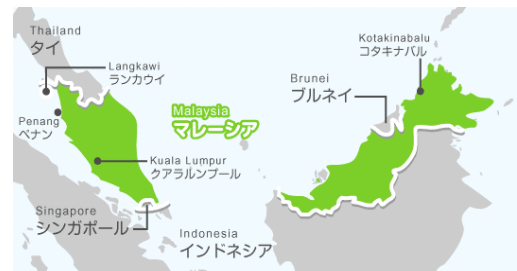 Thailand
タイ
Langkawi
ランカウイ
Penang
ペナン
Malaysia
マレーシア
Kuala Lumpur
クアラルンプール
Singapore
シンガポール
Indonesia
インドネシア
Kotakinabalu
コタキナバル
Brunei
ブルネイ